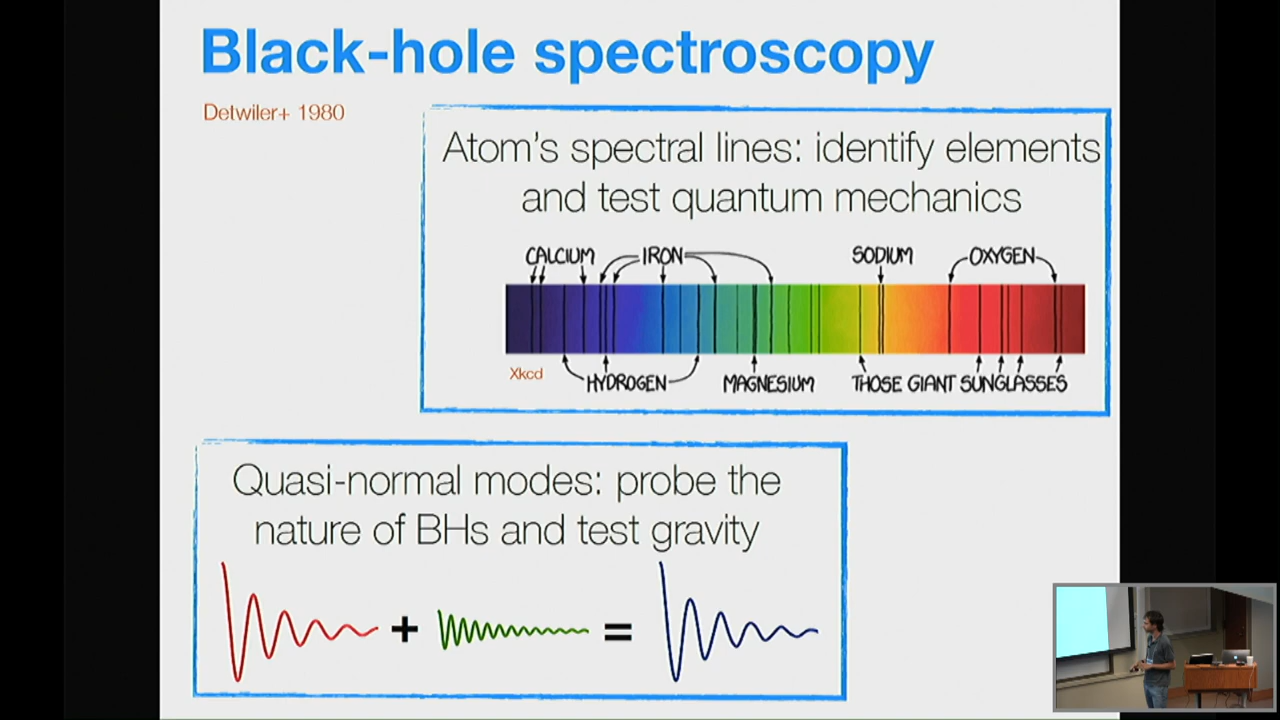 Black-hole spectroscopy
Detwiler+ 1980
Atom's spectral lines: identify elements
and test quantum mechanics
CALCIUM IRON SODIUM OXYGEN
Xkcd
HYDROGEN MAGNESIUM THOSE GIANT SUNGLASSES
Quasi-normal modes: probe the
nature of BHs and test gravity
+ =